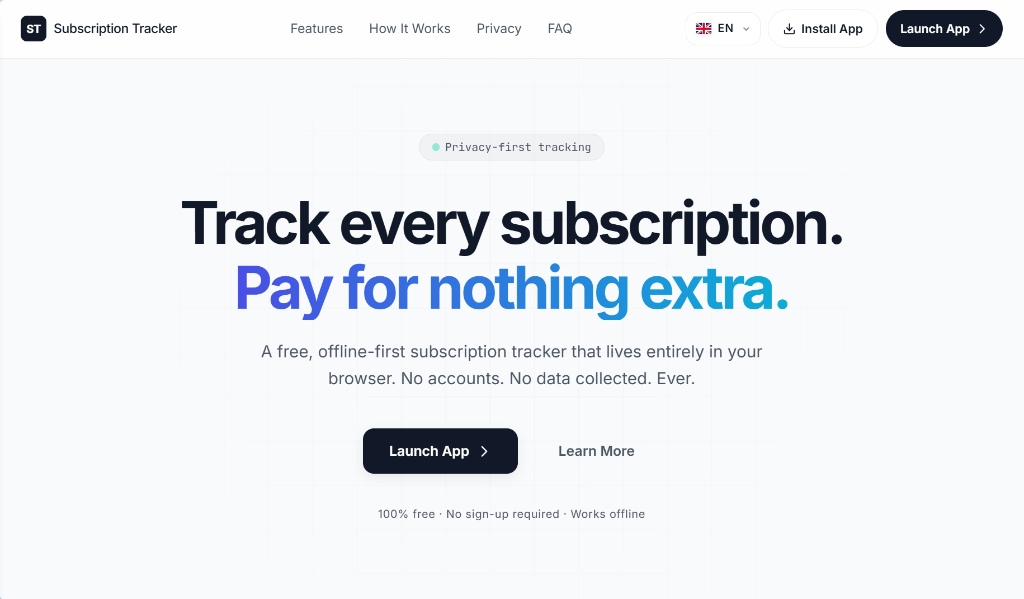 ST Subscription Tracker Features How It Works Privacy FAQ EN Install App Launch App
Privacy-first tracking
Track every subscription.
Pay for nothing extra.
A free, offline-first subscription tracker that lives entirely in your
browser. No accounts. No data collected. Ever.
Launch App Learn More
100% free · No sign-up required · Works offline